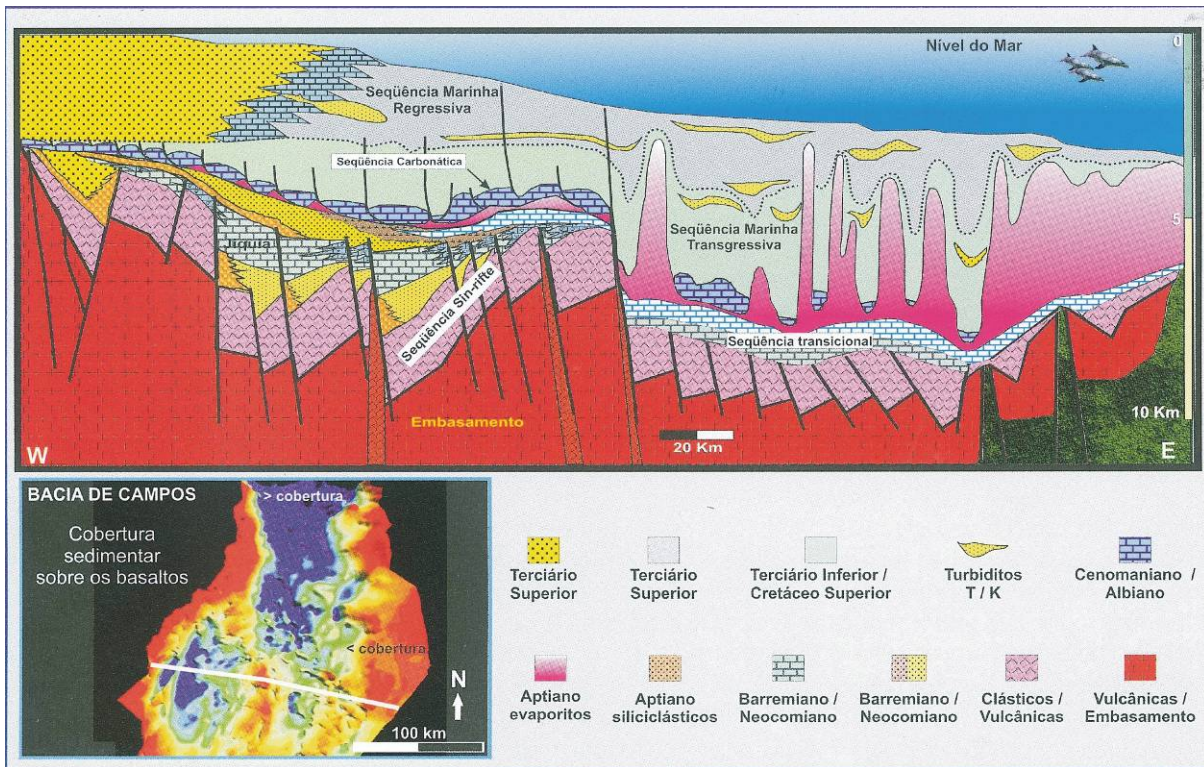 Nível do Mar
1
Seqüência Marinha
Regressiva
Seqüência Carbonática
Seqüência Marinha
Transgressiva
5
Jiquiá
Seqüência Sin-rifte
Seqüência transicional
Embasamento
10 Km
20 Km
W
E
BACIA DE CAMPOS
Cobertura
sedimentar
sobre os basaltos
> cobertura
< cobertura
N
100 km
Terciário
Superior
Terciário
Superior
Terciário Inferior /
Cretáceo Superior
Turbiditos
T / K
Cenomaniano /
Albiano
Aptiano
evaporitos
Aptiano
siliciclásticos
Barremiano /
Neocomiano
Barremiano /
Neocomiano
Clásticos /
Vulcânicas
Vulcânicas /
Embasamento